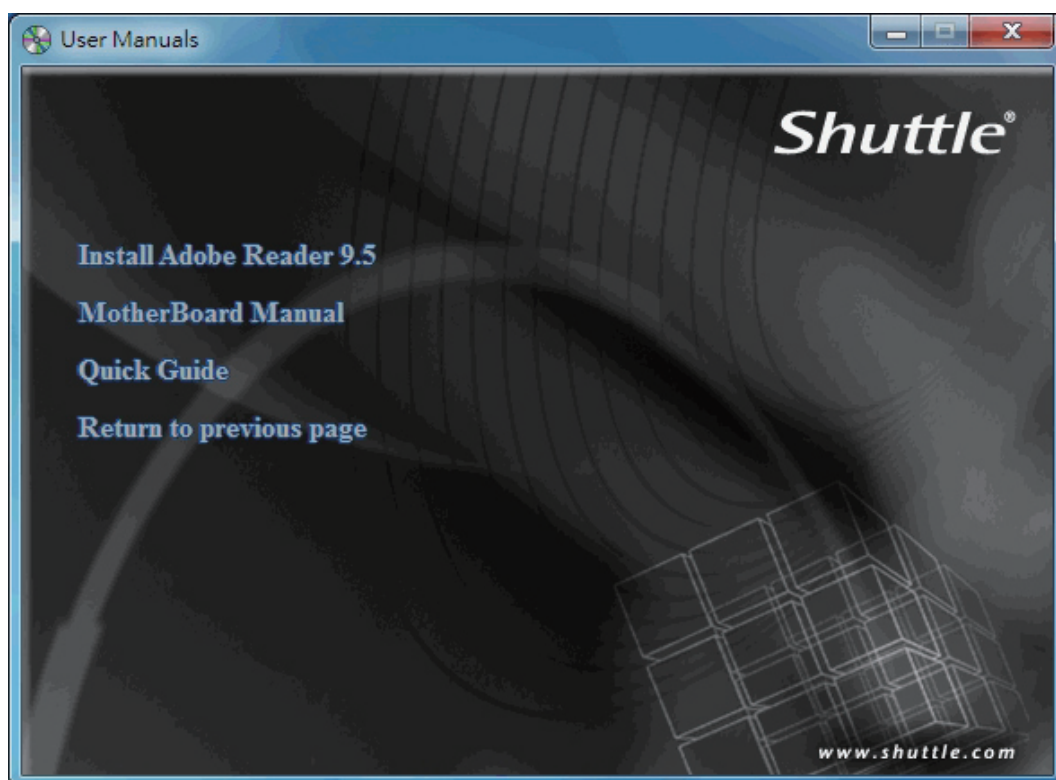 User Manuals
Shuttle®
Install Adobe Reader 9.5
MotherBoard Manual
Quick Guide
Return to previous page
www.shuttle.com